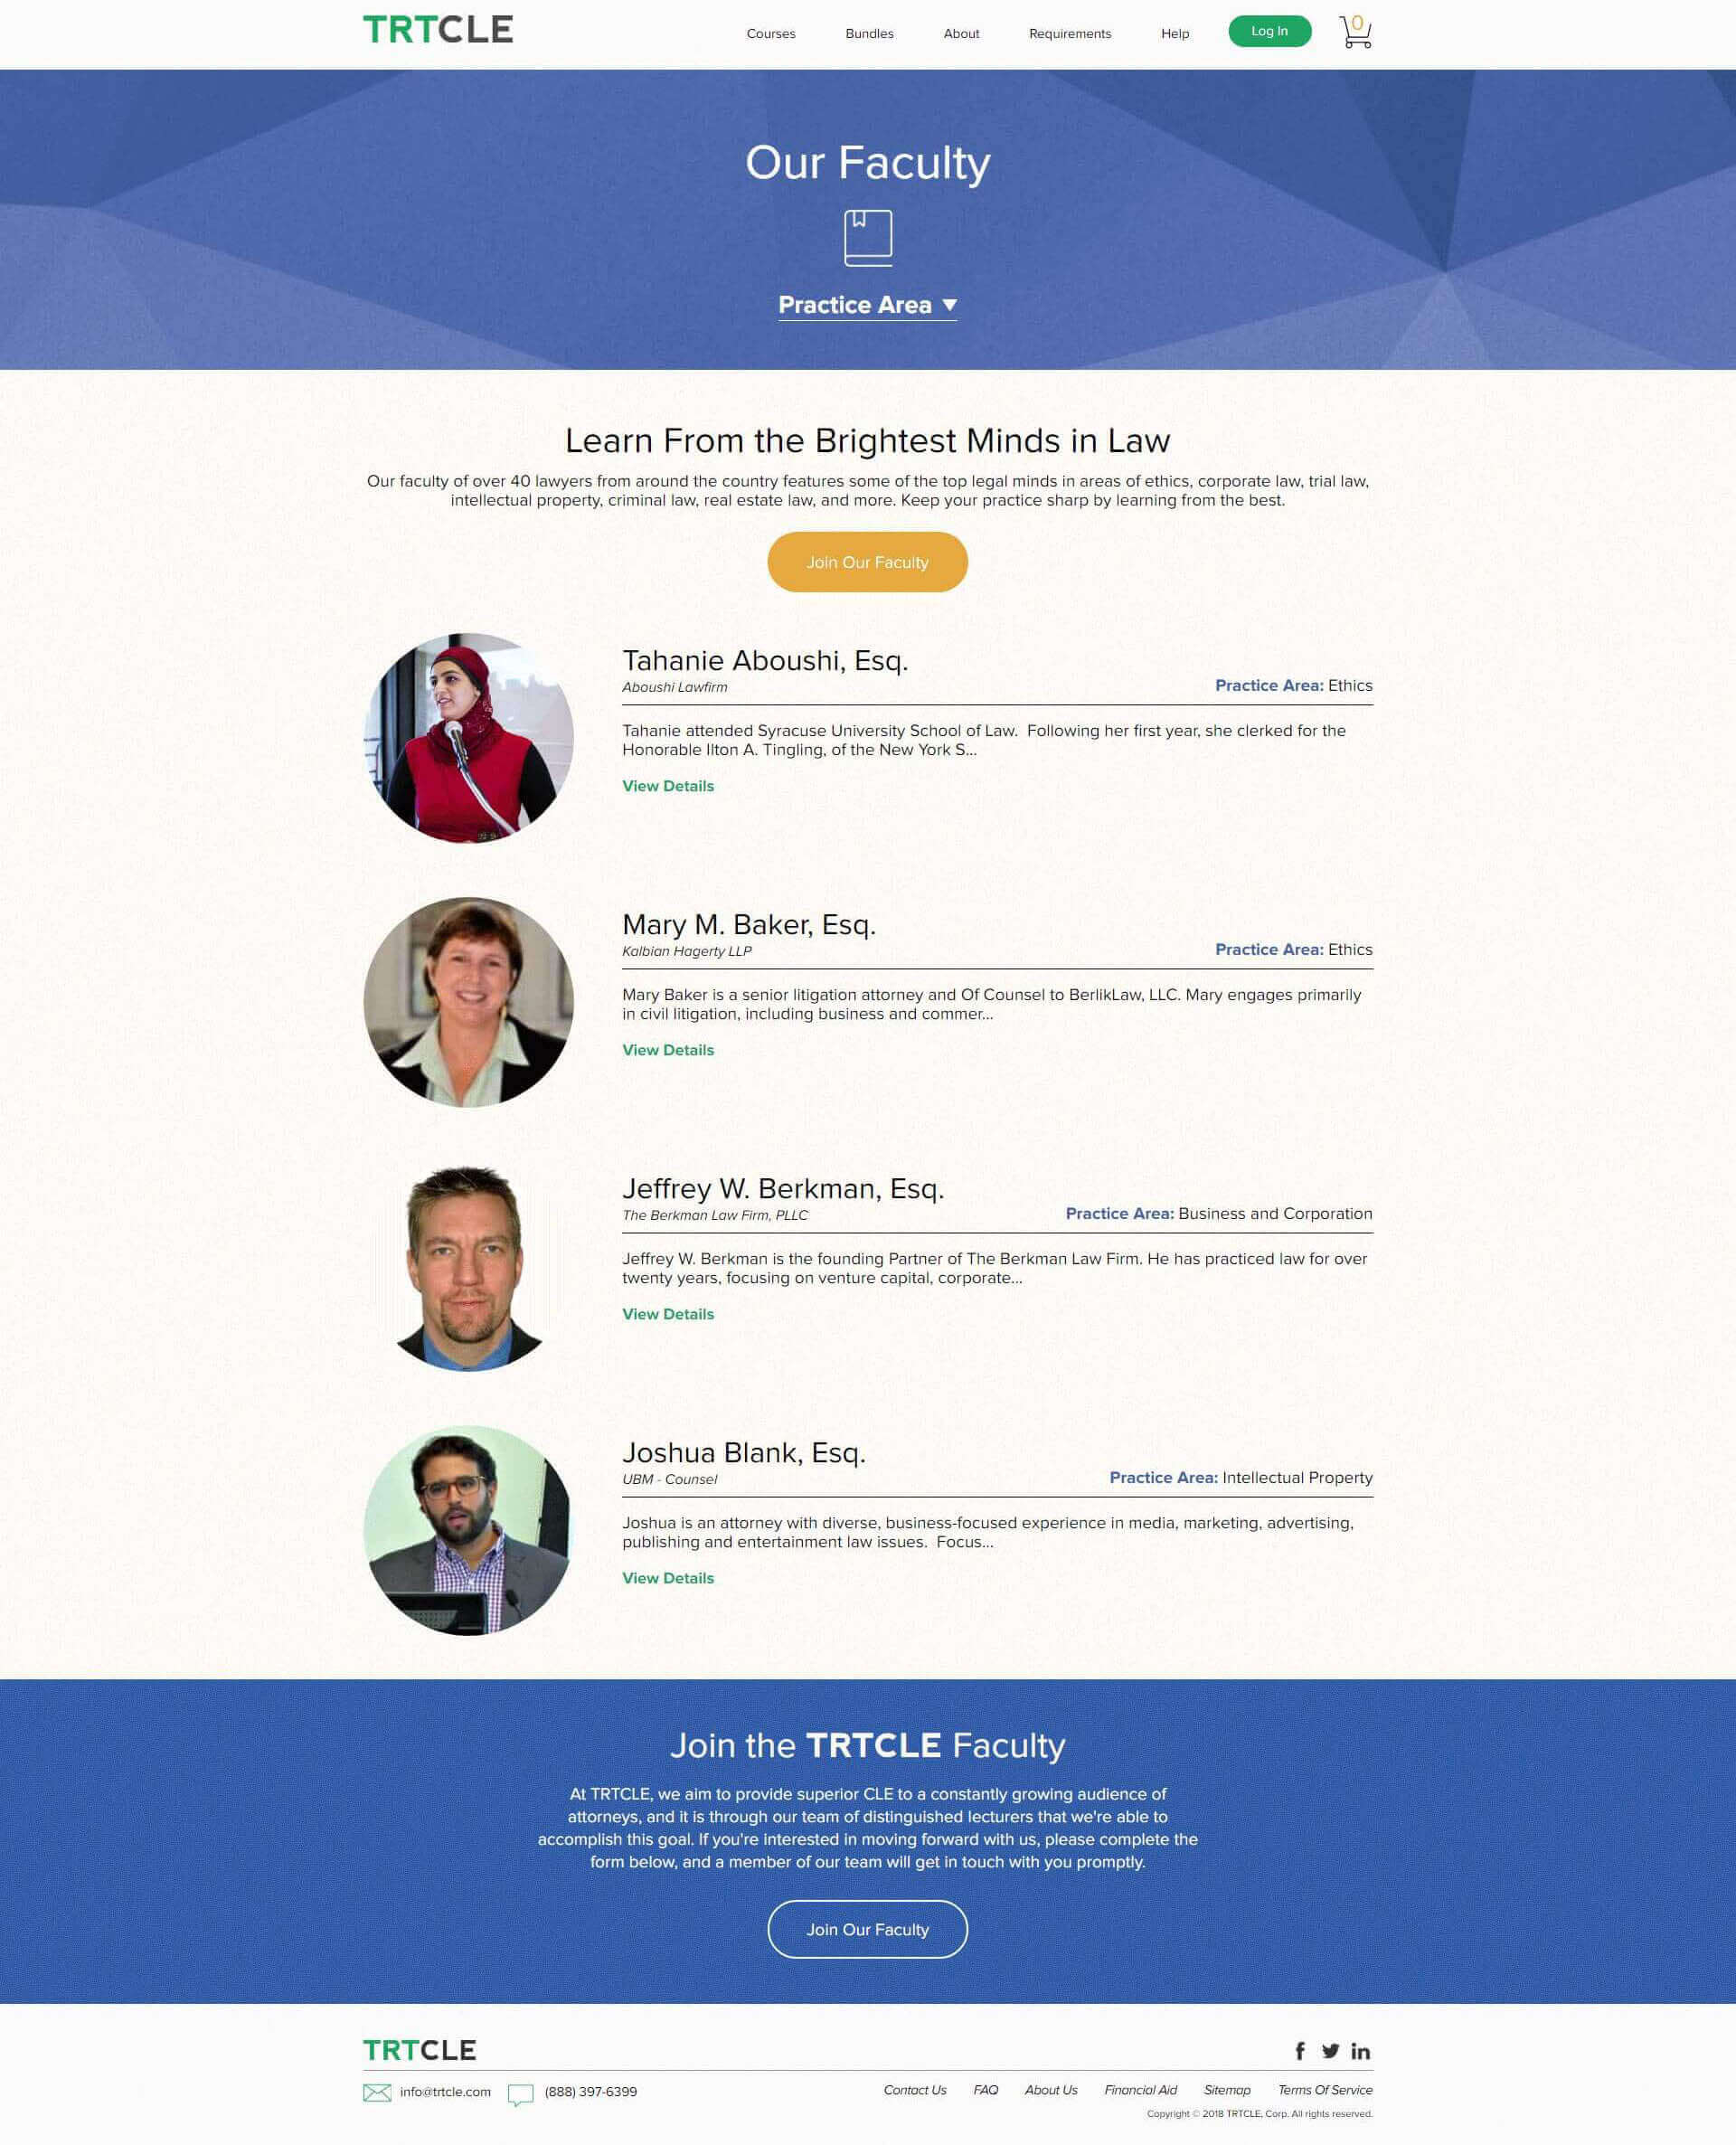 TRTCLE
Courses Bundles About Requirements Help Log In 0
Our Faculty
Practice Area
Learn From the Brightest Minds in Law
Our faculty of over 40 lawyers from around the country features some of the top legal minds in areas of ethics, corporate law, trial law,
intellectual property, criminal law, real estate law, and more. Keep your practice sharp by learning from the best.
Join Our Faculty
Tahanie Aboushi, Esq.
Aboushi Lawfirm
Practice Area: Ethics
Tahanie attended Syracuse University School of Law. Following her first year, she clerked for the
Honorable Ilton A. Tingling, of the New York S...
View Details
Mary M. Baker, Esq.
Kalbian Hagerty LLP
Practice Area: Ethics
Mary Baker is a senior litigation attorney and Of Counsel to BerlikLaw, LLC. Mary engages primarily
in civil litigation, including business and commer...
View Details
Jeffrey W. Berkman, Esq.
The Berkman Law Firm, PLLC
Practice Area: Business and Corporation
Jeffrey W. Berkman is the founding Partner of The Berkman Law Firm. He has practiced law for over
twenty years, focusing on venture capital, corporate...
View Details
Joshua Blank, Esq.
UBM - Counsel
Practice Area: Intellectual Property
Joshua is an attorney with diverse, business-focused experience in media, marketing, advertising,
publishing and entertainment law issues. Focus...
View Details
Join the TRTCLE Faculty
At TRTCLE, we aim to provide superior CLE to a constantly growing audience of
attorneys, and it is through our team of distinguished lecturers that we're able to
accomplish this goal. If you're interested in moving forward with us, please complete the
form below, and a member of our team will get in touch with you promptly.
Join Our Faculty
TRTCLE
info@trtcle.com (888) 397-6399
Contact Us FAQ About Us Financial Aid Sitemap Terms Of Service
Copyright © 2018 TRTCLE, Corp. All rights reserved.